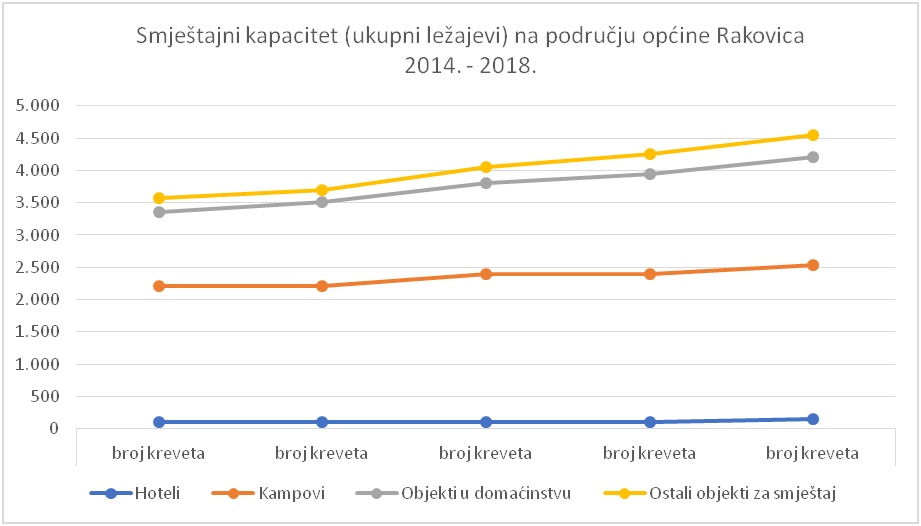 Smještajni kapacitet (ukupni ležajevi) na području općine Rakovica
2014. - 2018.
5.000
4.500
4.000
3.500
3.000
2.500
2.000
1.500
1.000
500
0
broj kreveta broj kreveta broj kreveta broj kreveta broj kreveta
Hoteli Kampovi Objekti u domaćinstvu Ostali objekti za smještaj